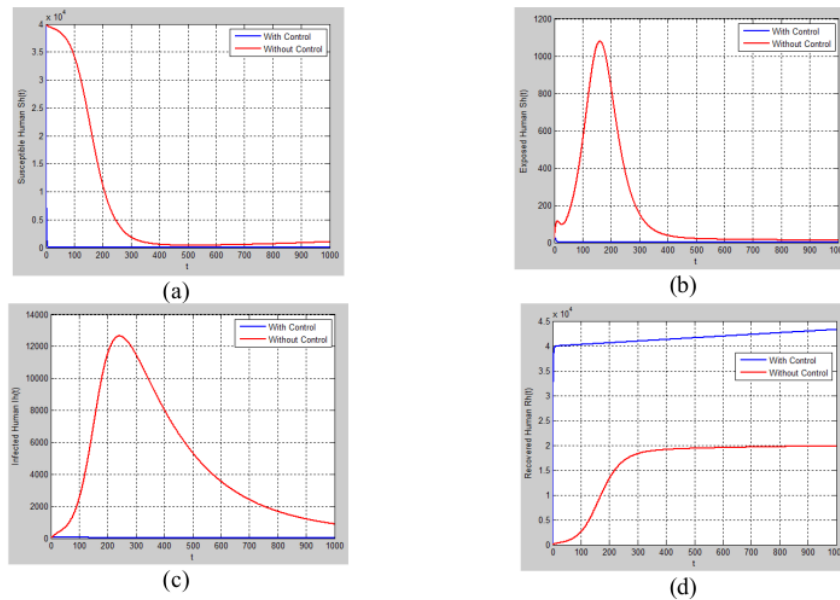 × 10⁴
4
3.5
3
2.5
2
1.5
1
0.5
0
Susceptible Human Sh(t)
With Control
Without Control
0 100 200 300 400 500 600 700 800 900 1000
t
(a)
1200
1000
800
600
400
200
0
Exposed Human Sh(t)
With Control
Without Control
0 100 200 300 400 500 600 700 800 900 100
t
(b)
14000
12000
10000
8000
6000
4000
2000
0
Infected Human Ih(t)
With Control
Without Control
0 100 200 300 400 500 600 700 800 900 1000
t
(c)
× 10⁴
4.5
4
3.5
3
2.5
2
1.5
1
0.5
0
Recovered Human Rh(t)
With Control
Without Control
0 100 200 300 400 500 600 700 800 900 100
t
(d)